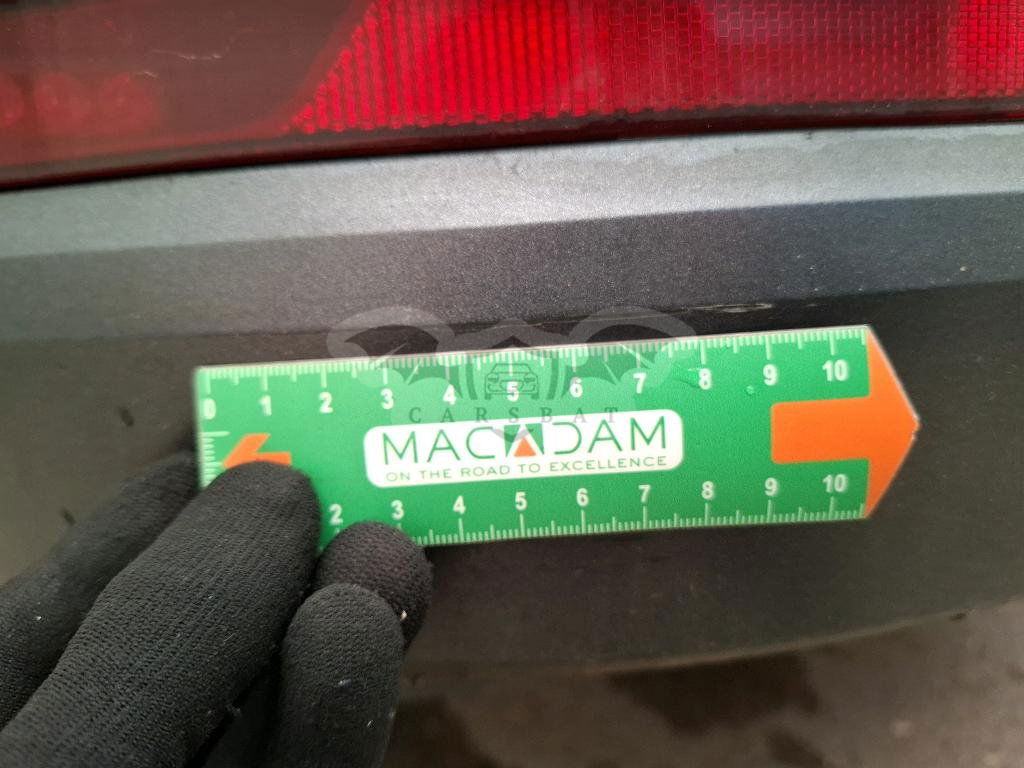 0 1 2 3 4 5 6 7 8 9 10
CARSBAT
MACADAM
ON THE ROAD TO EXCELLENCE
2 3 4 5 6 7 8 9 10